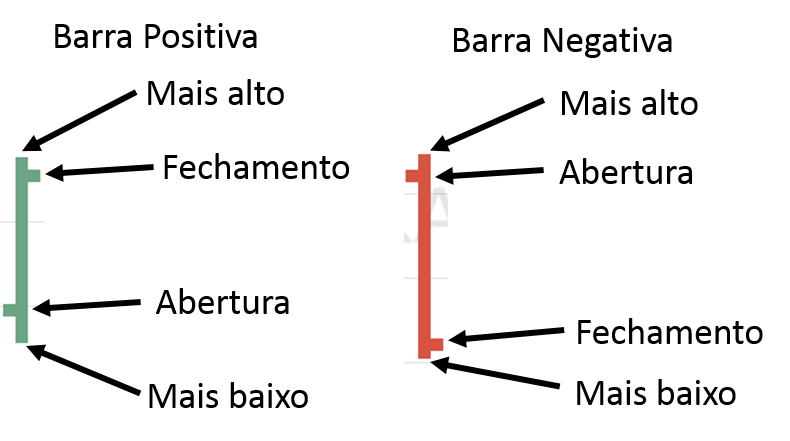 Barra Positiva
Mais alto
Fechamento
Abertura
Mais baixo
Barra Negativa
Mais alto
Abertura
Fechamento
Mais baixo